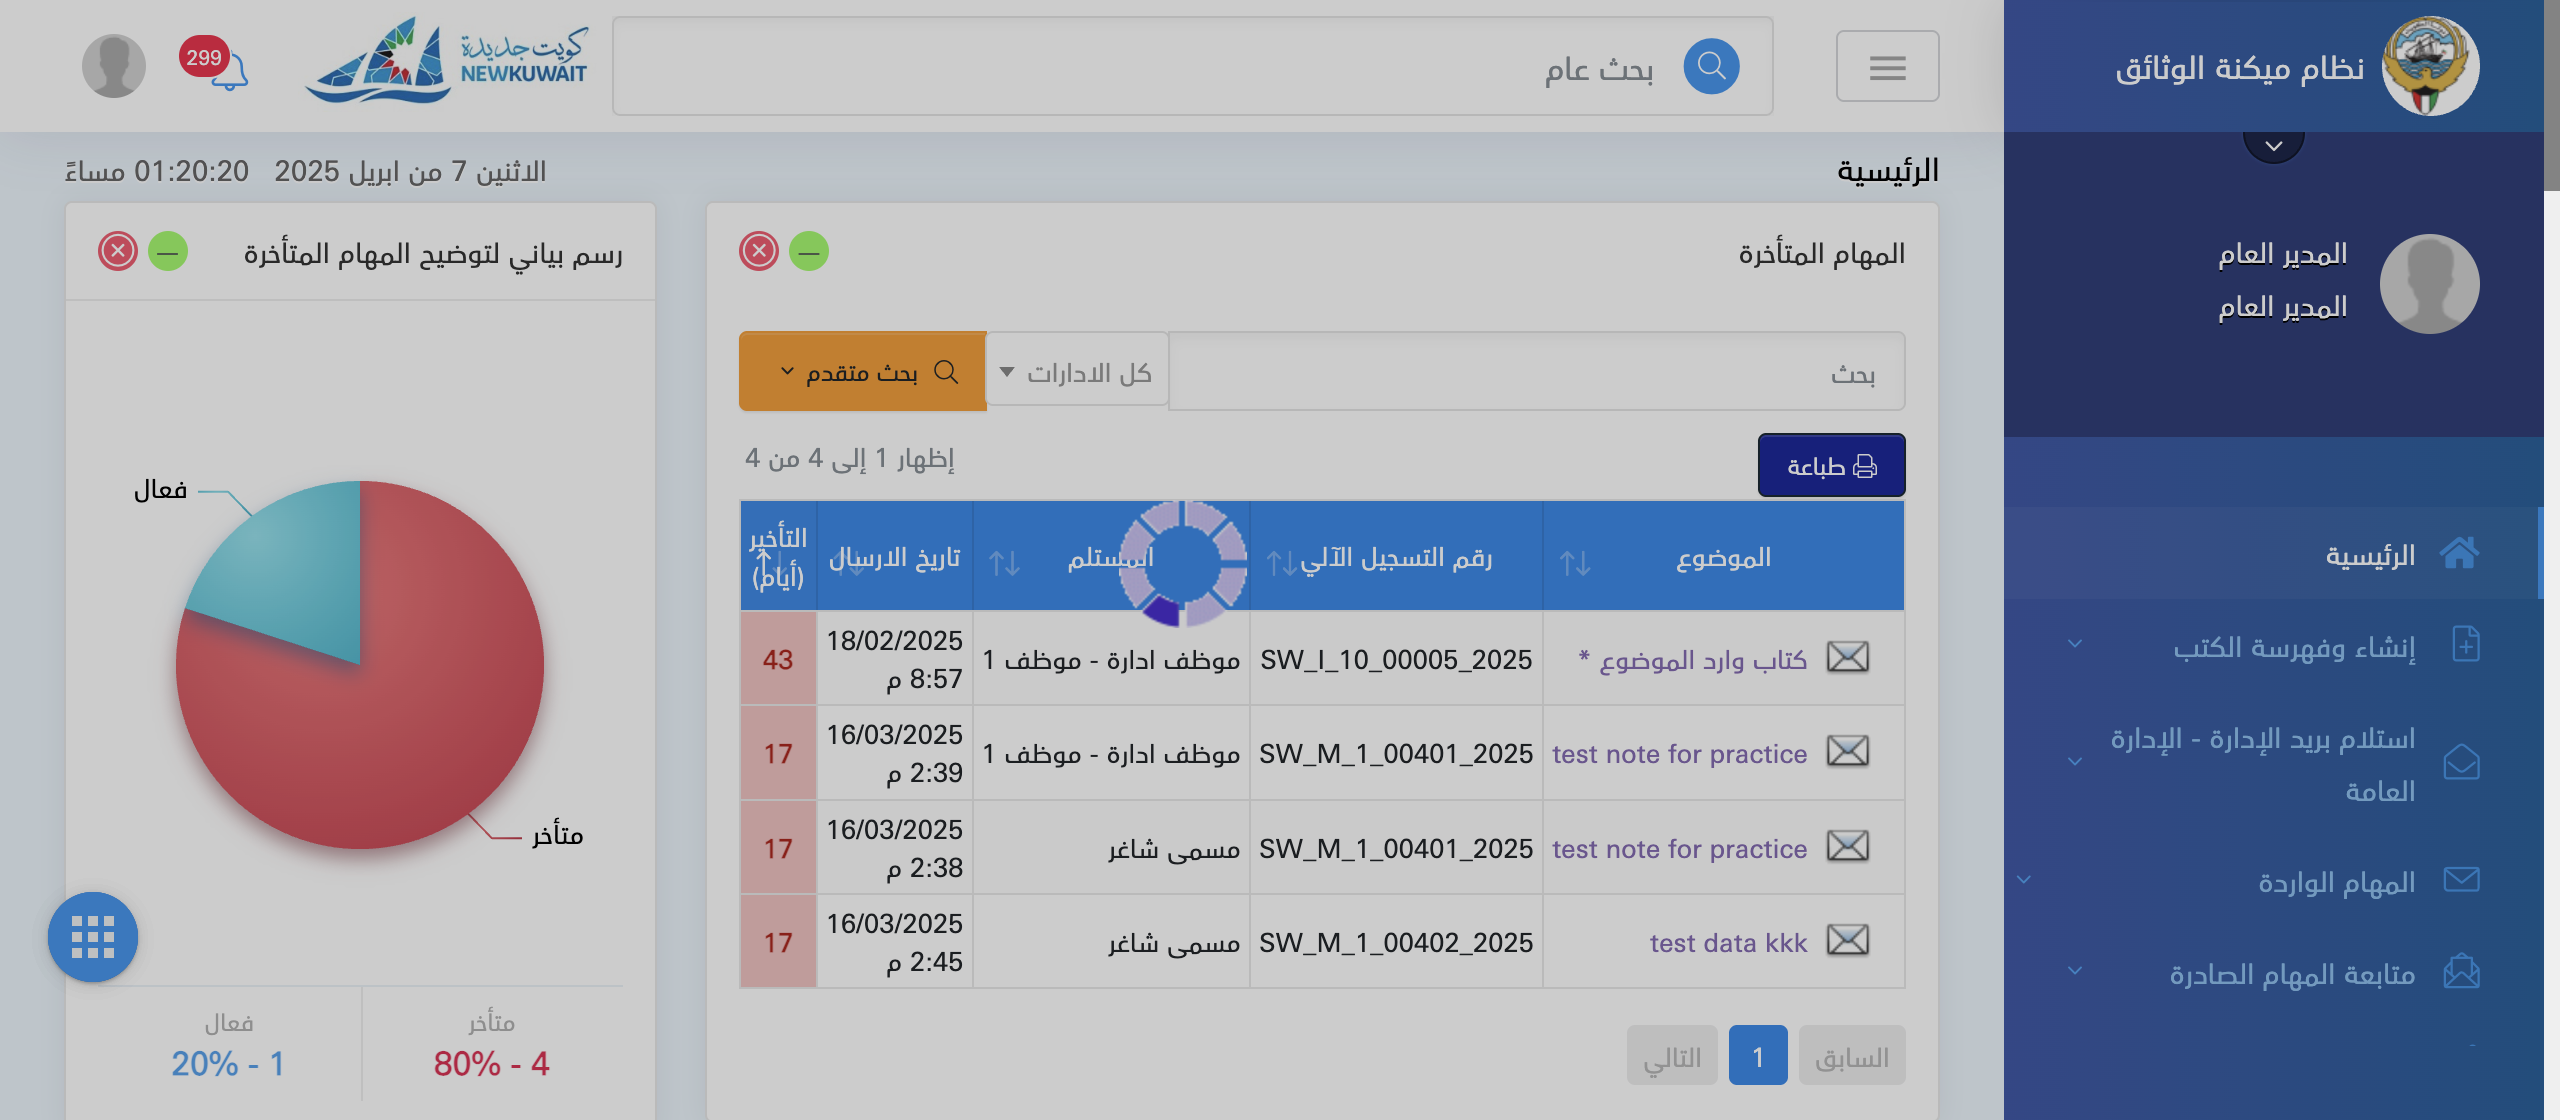 نظام ميكنة الوثائق
بحث عام
كويت جديدة
NEWKUWAIT
299
المدير العام
المدير العام
الرئيسية
إنشاء وفهرسة الكتب
استلام بريد الإدارة - الإدارة
العامة
المهام الواردة
متابعة المهام الصادرة
الرئيسية
الاثنين 7 من ابريل 2025 01:20:20 مساءً
المهام المتأخرة
بحث
كل الادارات
بحث متقدم
طباعة
إظهار 1 إلى 4 من 4
الموضوع رقم التسجيل الآلي المستلم تاريخ الارسال التأخير
(أيام)
كتاب وارد الموضوع * SW_I_10_00005_2025 موظف ادارة - موظف 1 18/02/2025 43
8:57 م
test note for practice SW_M_1_00401_2025 موظف ادارة - موظف 1 16/03/2025 17
2:39 م
test note for practice SW_M_1_00401_2025 مسمى شاغر 16/03/2025 17
2:38 م
test data kkk SW_M_1_00402_2025 مسمى شاغر 16/03/2025 17
2:45 م
السابق 1 التالي
رسم بياني لتوضيح المهام المتأخرة
فعال
متأخر
متأخر
80% - 4
فعال
20% - 1